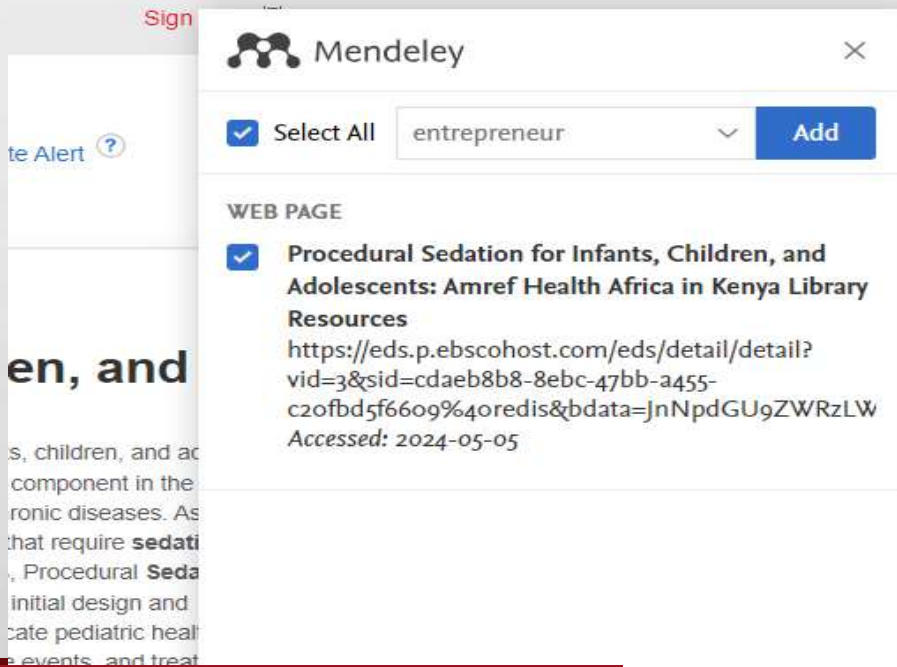 Sign
Mendeley
Select All
entrepreneur
Add
te Alert ?
WEB PAGE
Procedural Sedation for Infants, Children, and
Adolescents: Amref Health Africa in Kenya Library
Resources
https://eds.p.ebscohost.com/eds/detail/detail?
vid=3&sid=cdaeb8b8-8ebc-47bb-a455-
c20fbd5f6609%40redis&bdata=JnNpdGU9ZWRzLW
Accessed: 2024-05-05
en, and
s, children, and ac
component in the
ronic diseases. As
that require sedati
, Procedural Seda
initial design and
cate pediatric heal
e events, and treat